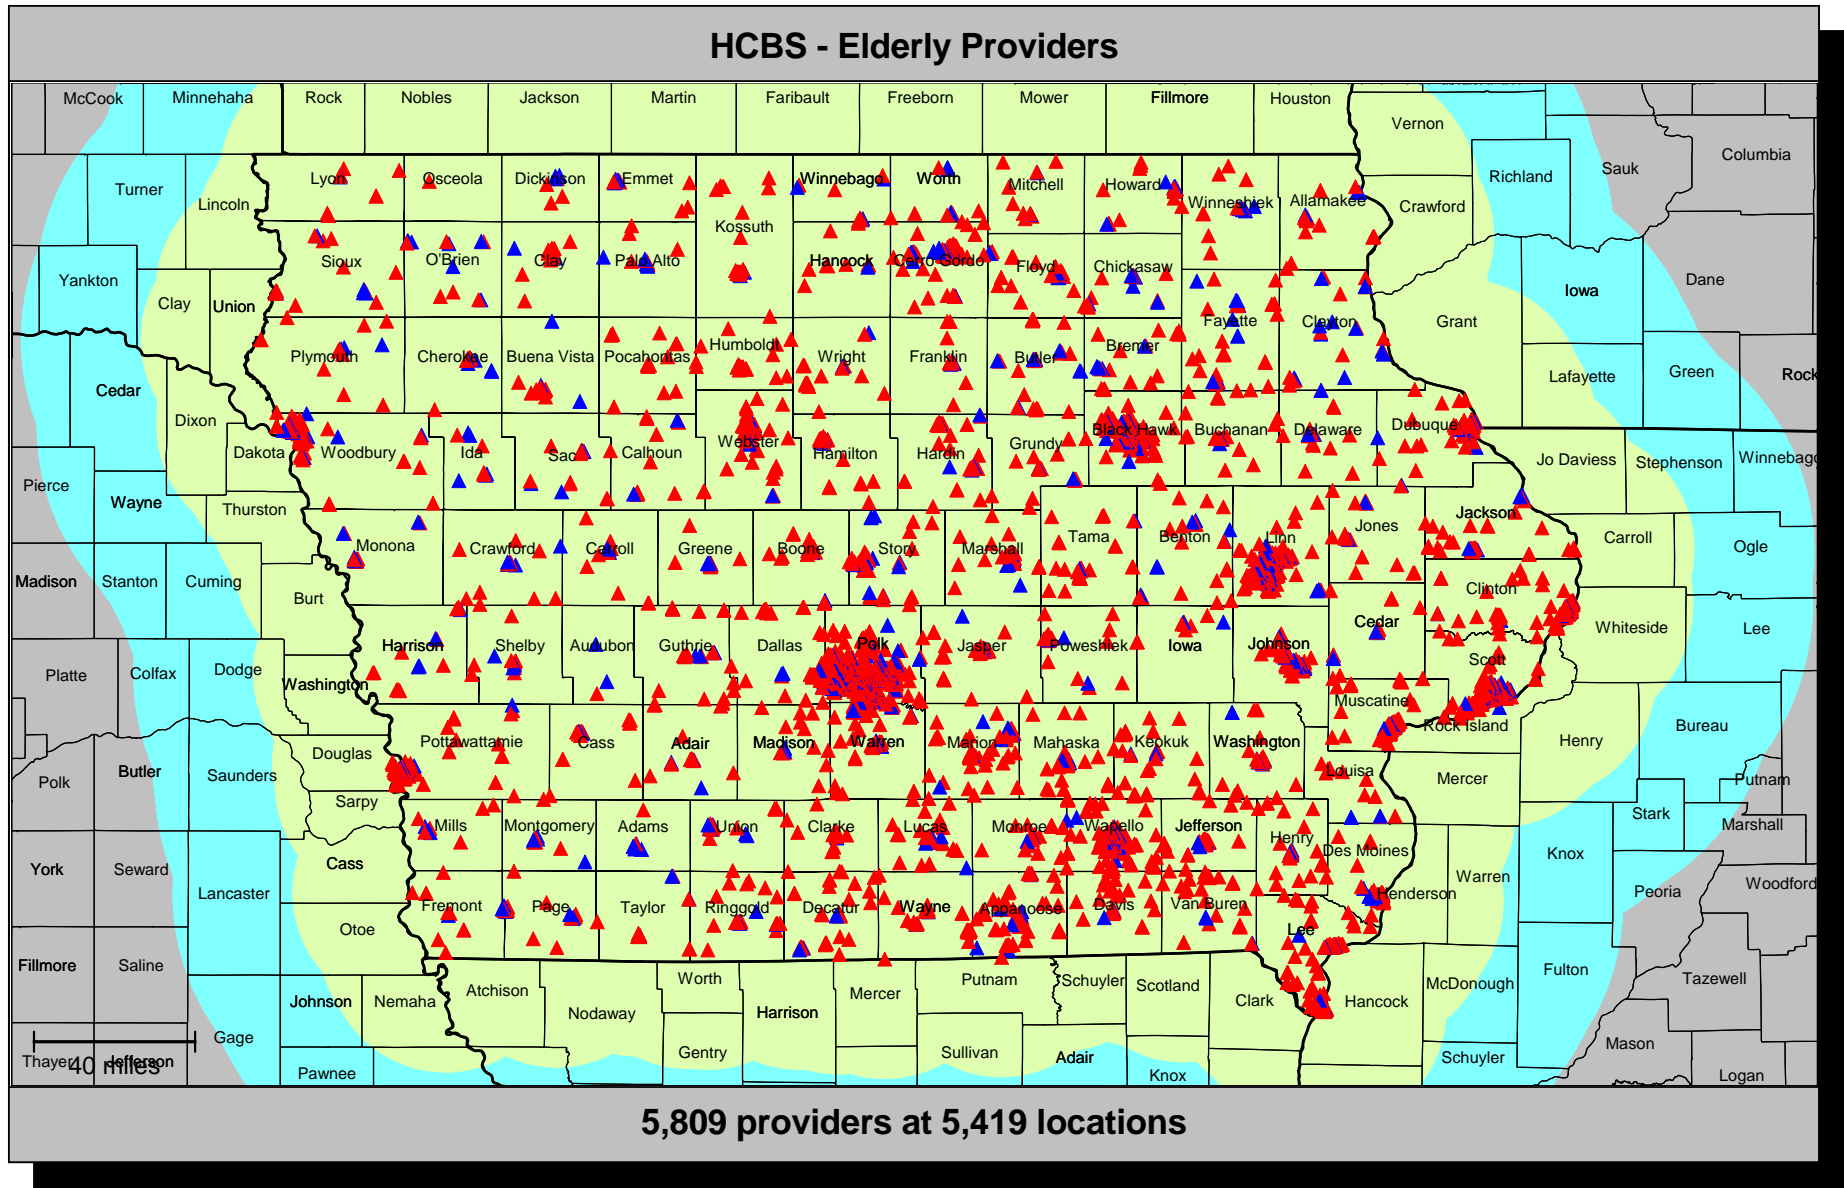 HCBS - Elderly Providers
McCook
Minnehaha
Rock
Nobles
Jackson
Martin
Faribault
Freeborn
Mower
Fillmore
Houston
Vernon
Richland
Sauk
Columbia
Turner
Lincoln
Lyon
Osceola
Dickinson
Emmet
Kossuth
Winnebago
Worth
Mitchell
Howard
Winneshiek
Allamakee
Crawford
Yankton
Clay
Union
Sioux
O'Brien
Clay
Palo Alto
Hancock
Cerro Gordo
Floyd
Chickasaw
Fayette
Clayton
Grant
Iowa
Dane
Cedar
Dixon
Plymouth
Cherokee
Buena Vista
Pocahontas
Humboldt
Wright
Franklin
Butler
Bremer
Lafayette
Green
Rock
Pierce
Wayne
Dakota
Thurston
Woodbury
Ida
Sac
Calhoun
Webster
Hamilton
Hardin
Grundy
Black Hawk
Buchanan
Delaware
Dubuque
Jo Daviess
Stephenson
Winnebago
Madison
Stanton
Cuming
Burt
Monona
Crawford
Carroll
Greene
Boone
Story
Marshall
Tama
Benton
Linn
Jones
Jackson
Carroll
Ogle
Clinton
Platte
Colfax
Dodge
Washington
Harrison
Shelby
Audubon
Guthrie
Dallas
Polk
Jasper
Poweshiek
Iowa
Johnson
Cedar
Scott
Whiteside
Lee
Polk
Butler
Saunders
Douglas
Sarpy
Pottawattamie
Cass
Adair
Madison
Warren
Marion
Mahaska
Keokuk
Washington
Muscatine
Louisa
Rock Island
Mercer
Henry
Bureau
Putnam
Stark
Marshall
York
Seward
Lancaster
Cass
Mills
Montgomery
Adams
Union
Clarke
Lucas
Monroe
Wapello
Jefferson
Henry
Des Moines
Henderson
Warren
Knox
Peoria
Woodford
Otoe
Fremont
Page
Taylor
Ringgold
Decatur
Wayne
Appanoose
Davis
Van Buren
Lee
Fillmore
Saline
Johnson
Nemaha
Atchison
Nodaway
Worth
Harrison
Mercer
Putnam
Schuyler
Scotland
Clark
Hancock
McDonough
Fulton
Tazewell
Thayer
Jefferson
Gage
Pawnee
Gentry
Sullivan
Adair
Knox
Schuyler
Mason
Logan
40 miles
5,809 providers at 5,419 locations